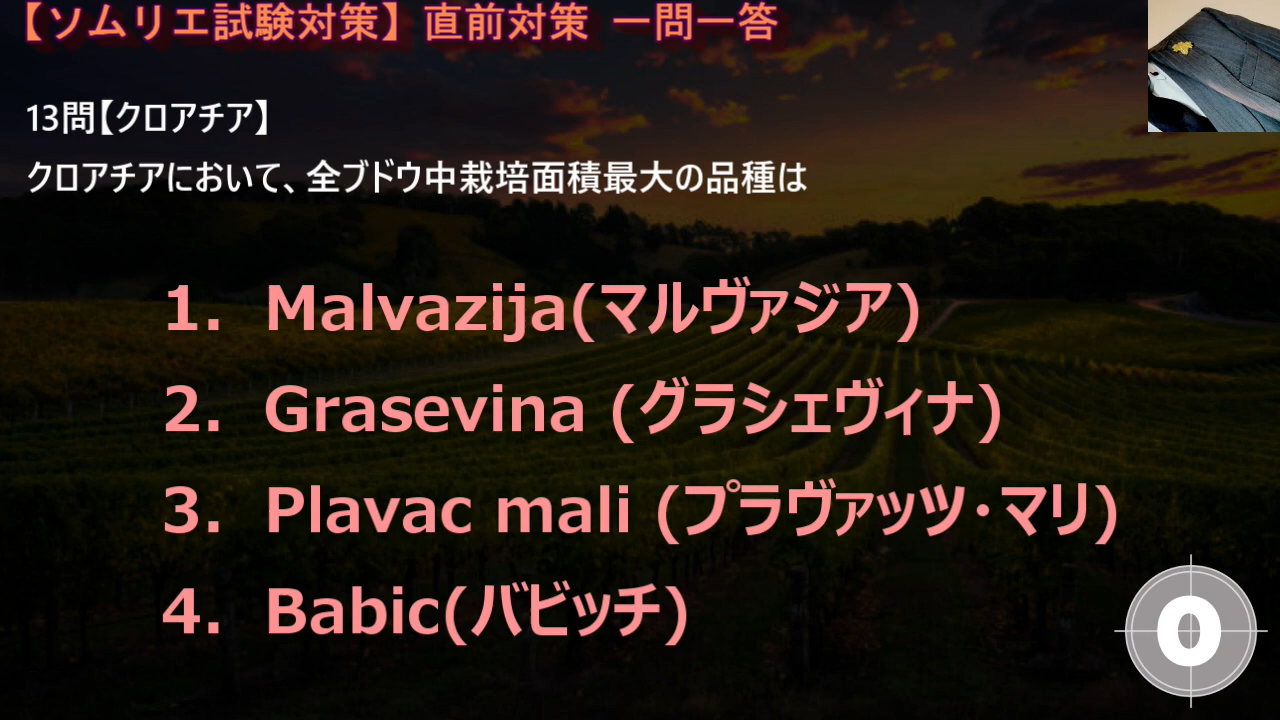 【ソムリエ試験対策】直前対策 一問一答
13問【クロアチア】
クロアチアにおいて、全ブドウ中栽培面積最大の品種は
1. Malvazija(マルヴァジア)
2. Grasevina (グラシェヴィナ)
3. Plavac mali (プラヴァッツ・マリ)
4. Babic(バビッチ)
0